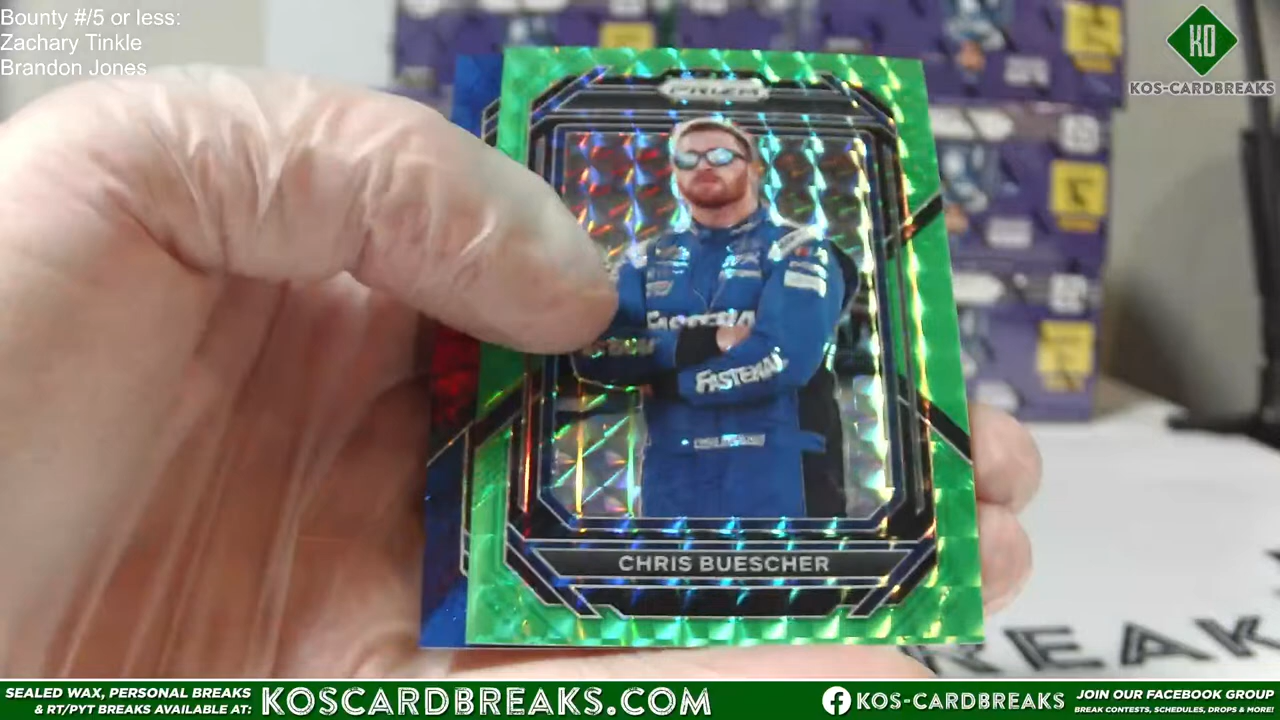 Bounty #/5 or less:
Zachary Tinkle
Brandon Jones
KO
KOS-CARDBREAKS
PRIZM
FASTENAL
FASTENAL
CHRIS BUESCHER
REAK
SEALED WAX, PERSONAL BREAKS
& RT/PYT BREAKS AVAILABLE AT:
KOSCARDBREAKS.COM
KOS-CARDBREAKS
JOIN OUR FACEBOOK GROUP
BREAK CONTESTS, SCHEDULES, DROPS & MORE!